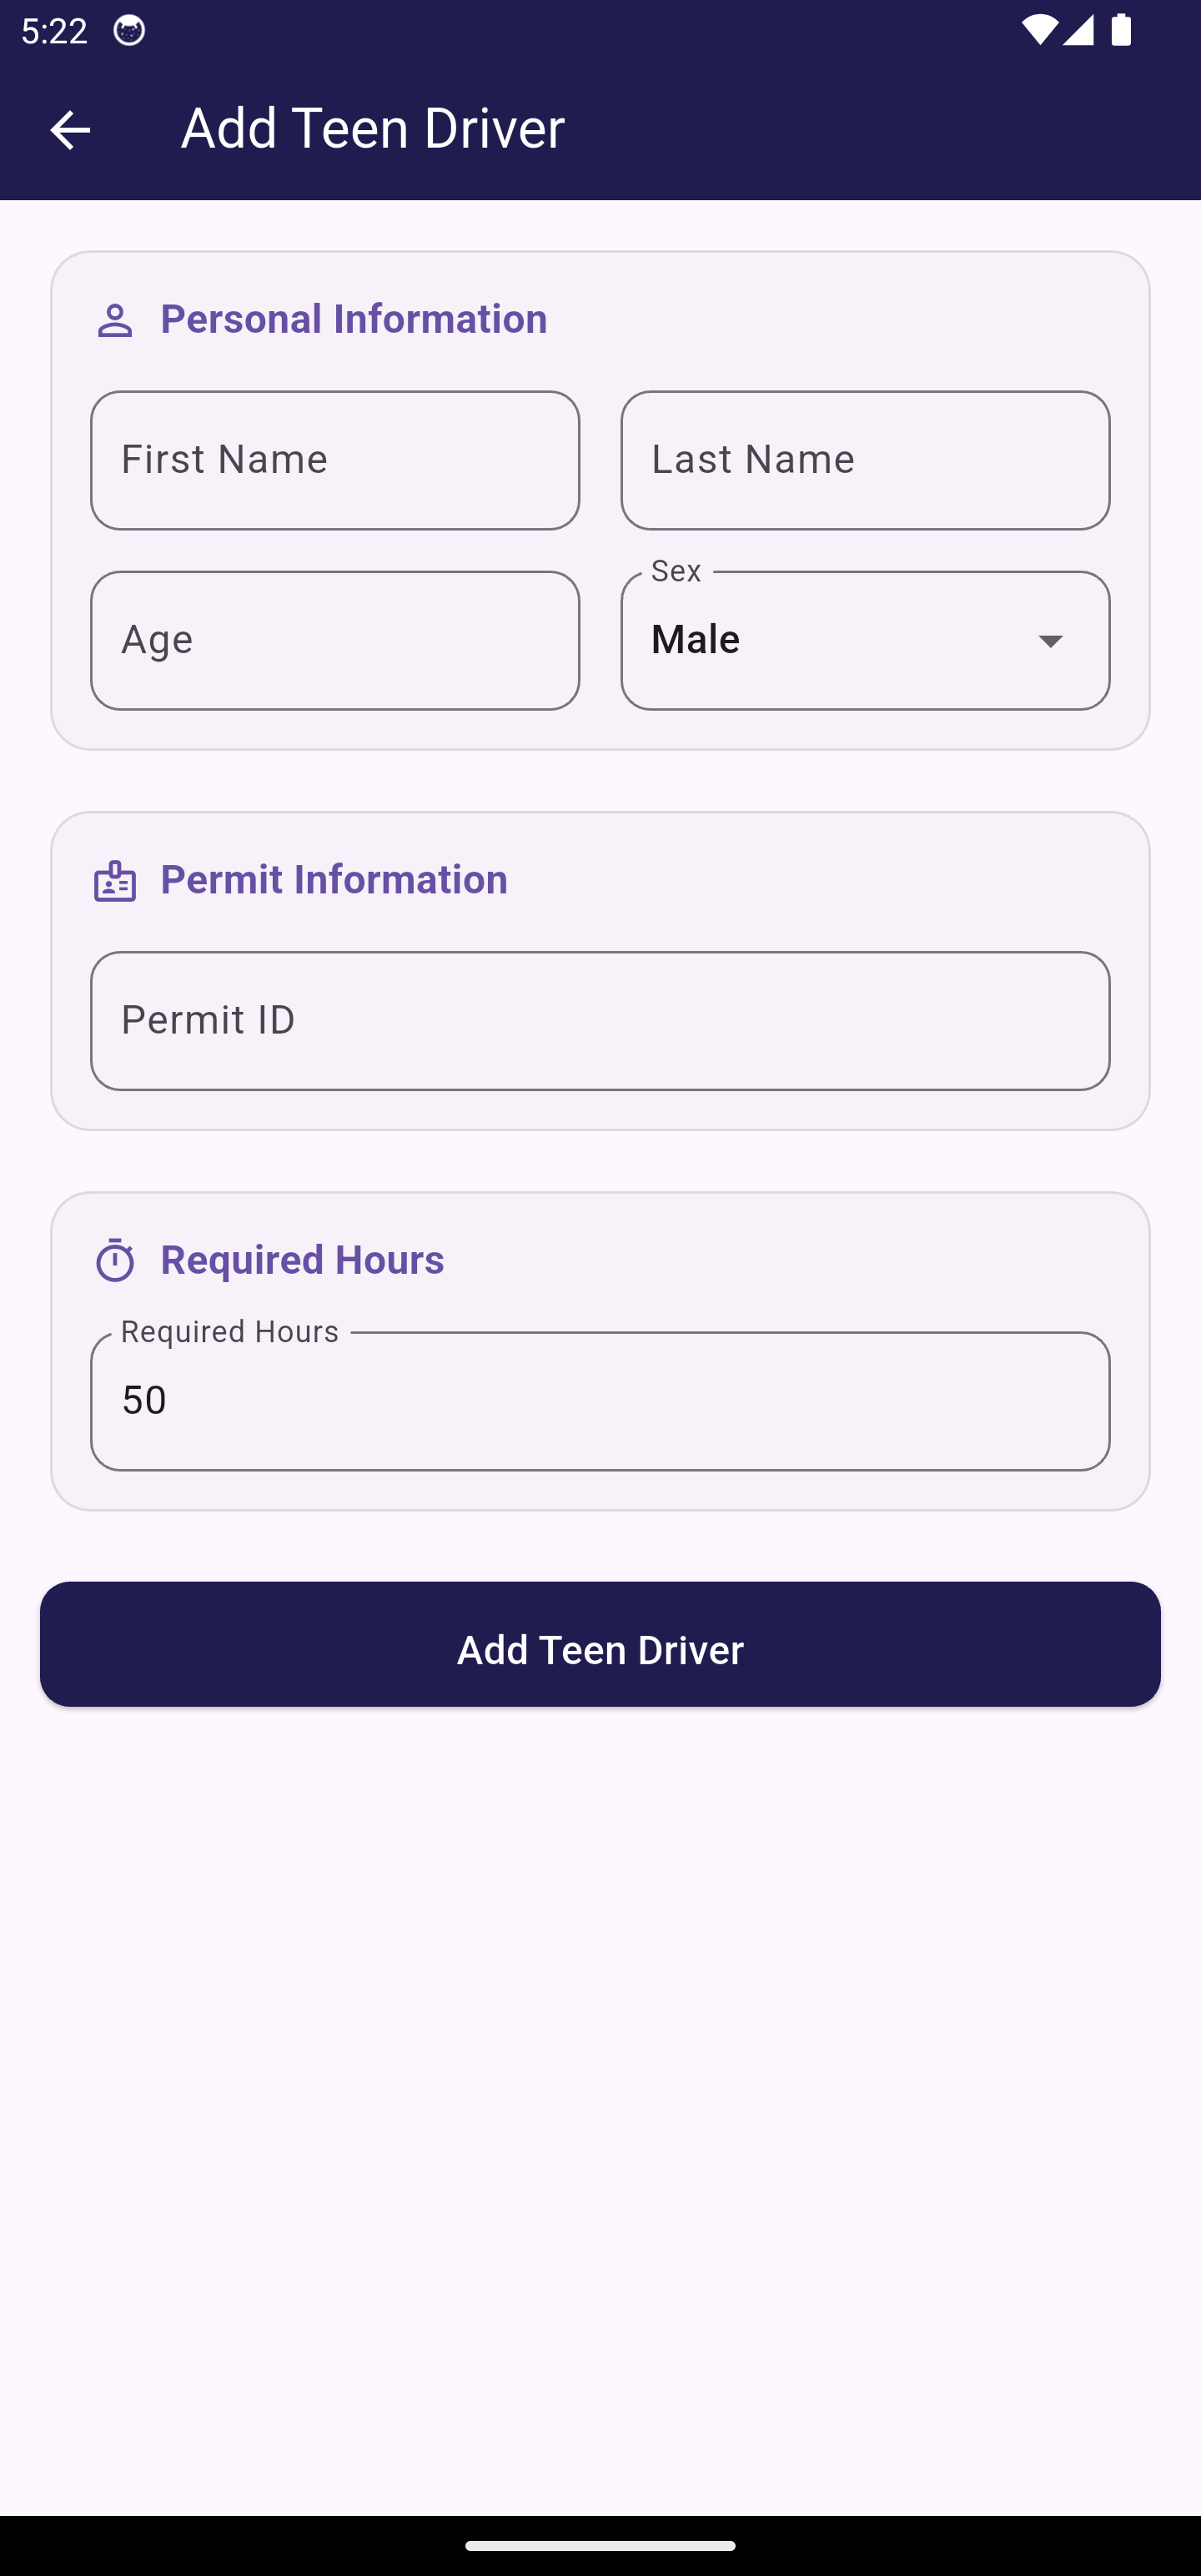 5:22
Add Teen Driver
Personal Information
First Name
Last Name
Age
Sex
Male
Permit Information
Permit ID
Required Hours
Required Hours
50
Add Teen Driver